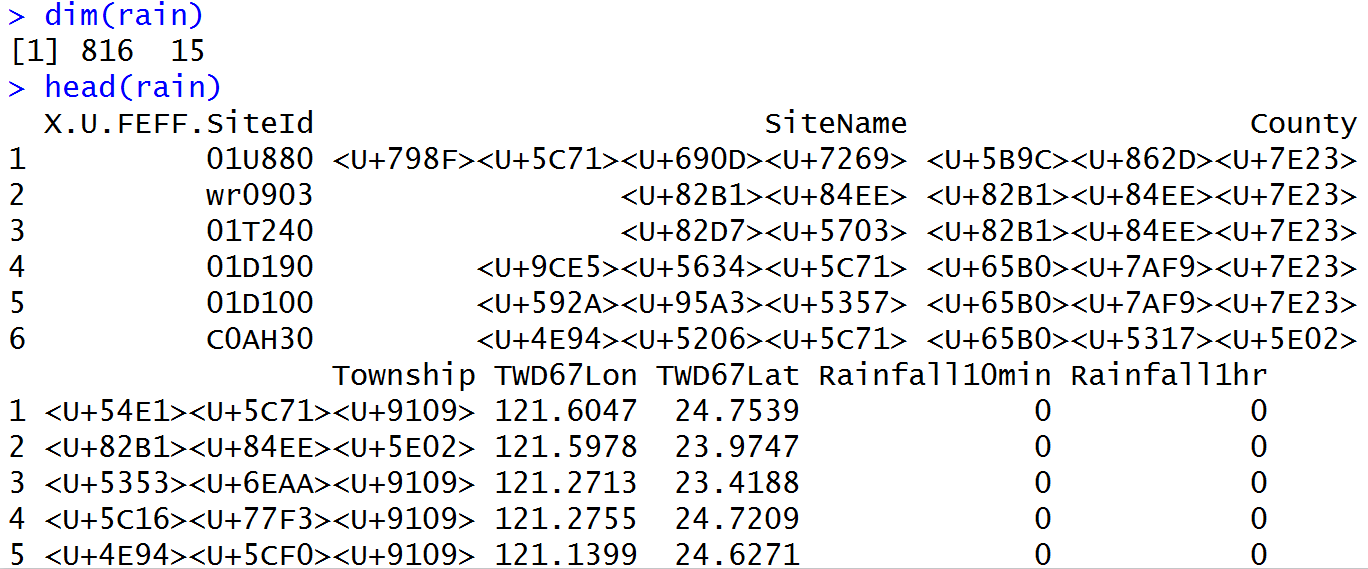 > dim(rain)
[1] 816  15
> head(rain)
  X.U.FEFF.SiteId                         SiteName                   County
1          01U880 <U+798F><U+5C71><U+690D><U+7269> <U+5B9C><U+862D><U+7E23>
2          wr0903                 <U+82B1><U+84EE> <U+82B1><U+84EE><U+7E23>
3          01T240                 <U+82D7><U+5703> <U+82B1><U+84EE><U+7E23>
4          01D190         <U+9CE5><U+5634><U+5C71> <U+65B0><U+7AF9><U+7E23>
5          01D100         <U+592A><U+95A3><U+5357> <U+65B0><U+7AF9><U+7E23>
6          C0AH30         <U+4E94><U+5206><U+5C71> <U+65B0><U+5317><U+5E02>
                  Township TWD67Lon TWD67Lat Rainfall10min Rainfall1hr
1 <U+54E1><U+5C71><U+9109> 121.6047  24.7539             0           0
2 <U+82B1><U+84EE><U+5E02> 121.5978  23.9747             0           0
3 <U+5353><U+6EAA><U+9109> 121.2713  23.4188             0           0
4 <U+5C16><U+77F3><U+9109> 121.2755  24.7209             0           0
5 <U+4E94><U+5CF0><U+9109> 121.1399  24.6271             0           0